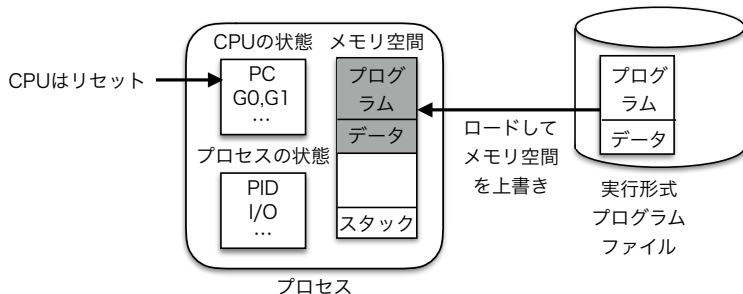 CPUの状態
メモリ空間
CPUはリセット
PC
G0,G1
…
プログ
ラム
データ
スタック
プロセスの状態
PID
I/O
…
プロセス
ロードして
メモリ空間
を上書き
プログ
ラム
データ
実行形式
プログラム
ファイル